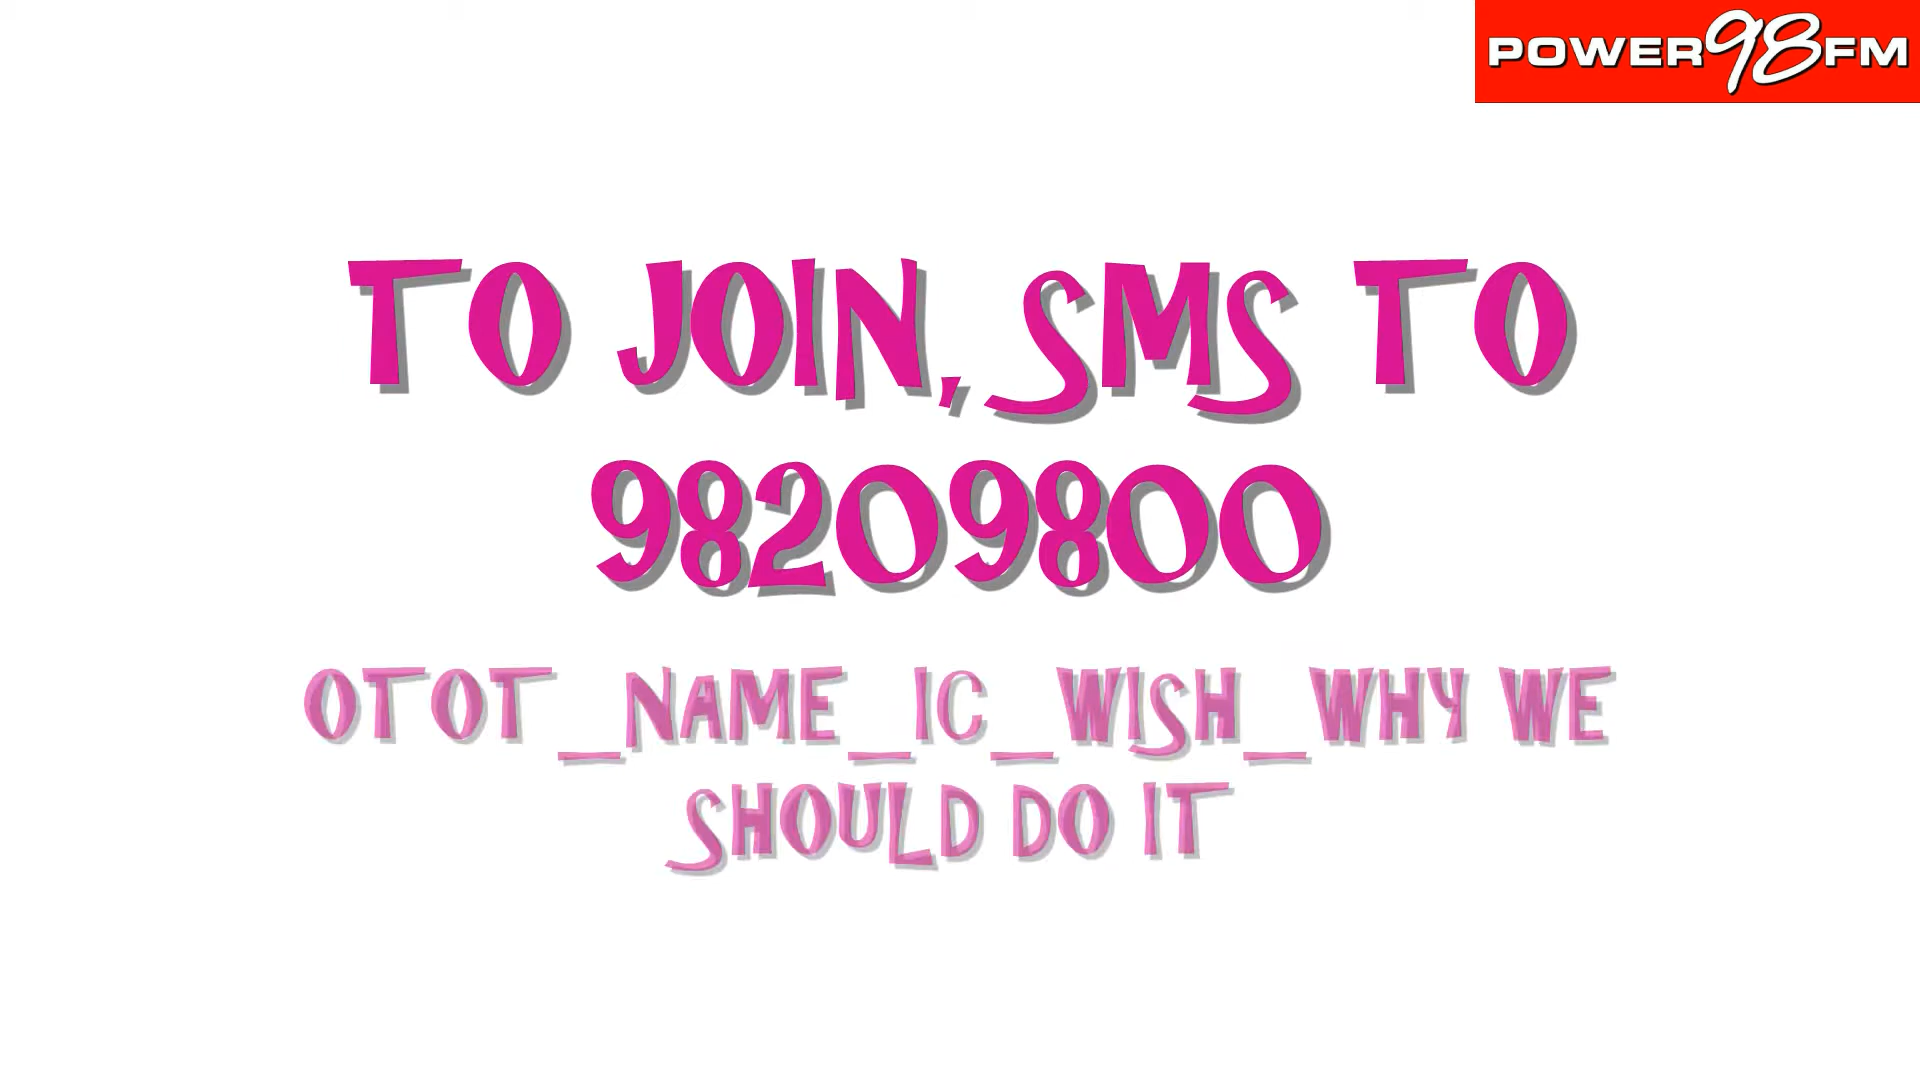 POWER98FM
TO JOIN, SMS TO
98209800
OTOT_NAME_IC_WISH_WHY WE
SHOULD DO IT